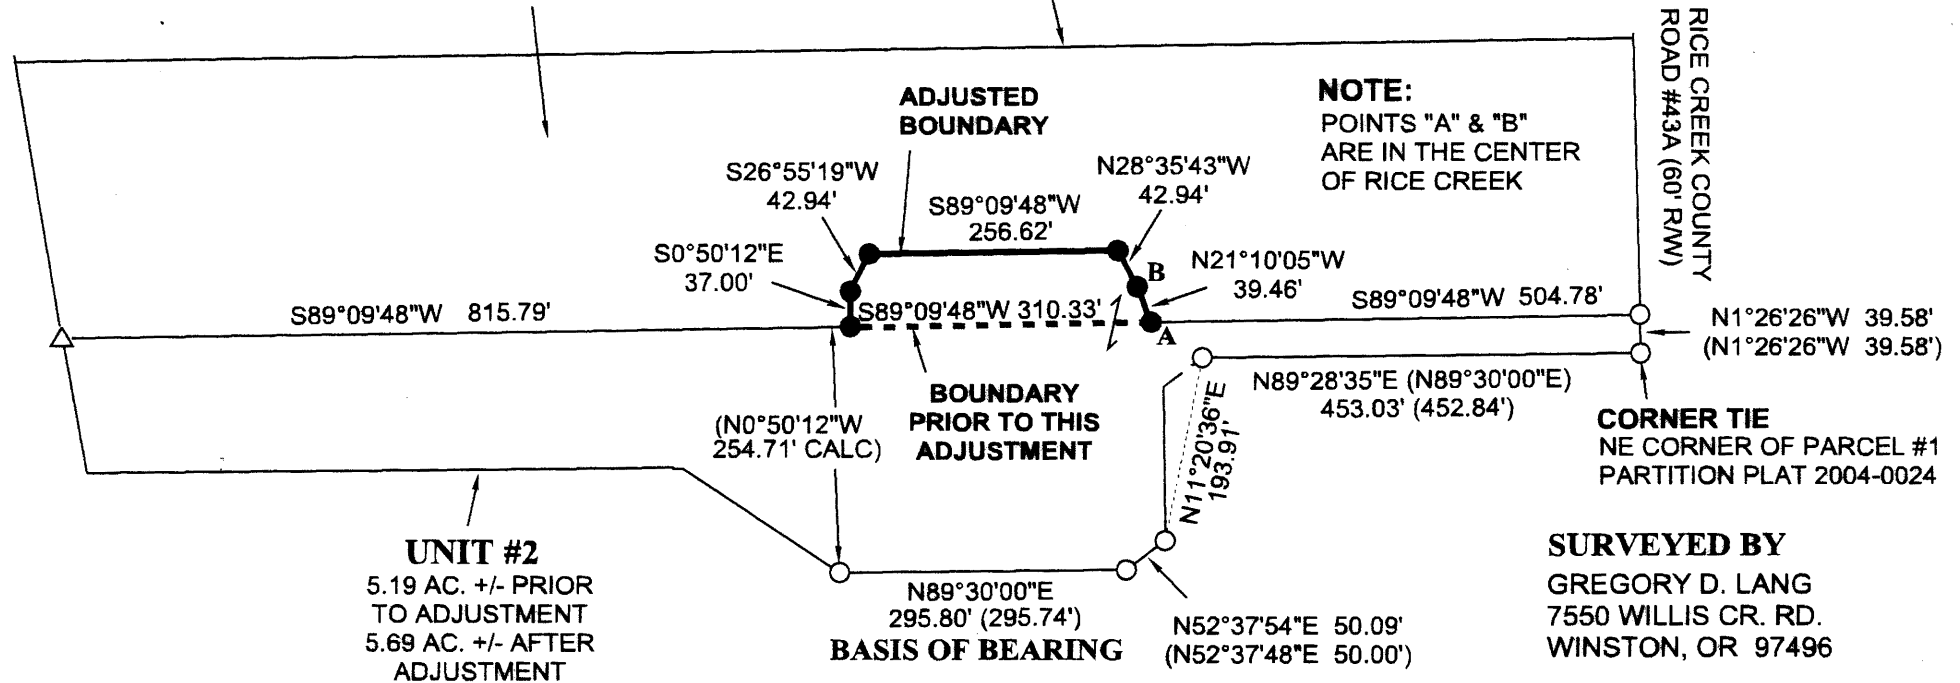 RICE CREEK COUNTY
ROAD #43A (60' R/W)
ADJUSTED
BOUNDARY
NOTE:
POINTS "A" & "B"
ARE IN THE CENTER
OF RICE CREEK
S26°55'19"W
42.94'
N28°35'43"W
42.94'
S89°09'48"W
256.62'
S0°50'12"E
37.00'
B
N21°10'05"W
39.46'
S89°09'48"W 815.79'
S89°09'48"W 310.33'
A
S89°09'48"W 504.78'
N1°26'26"W 39.58'
(N1°26'26"W 39.58')
BOUNDARY
PRIOR TO THIS
ADJUSTMENT
(N0°50'12"W
254.71' CALC)
N11°20'36"E
193.91'
N89°28'35"E (N89°30'00"E)
453.03' (452.84')
CORNER TIE
NE CORNER OF PARCEL #1
PARTITION PLAT 2004-0024
UNIT #2
5.19 AC. +/- PRIOR
TO ADJUSTMENT
5.69 AC. +/- AFTER
ADJUSTMENT
N89°30'00"E
295.80' (295.74')
BASIS OF BEARING
N52°37'54"E 50.09'
(N52°37'48"E 50.00')
SURVEYED BY
GREGORY D. LANG
7550 WILLIS CR. RD.
WINSTON, OR 97496